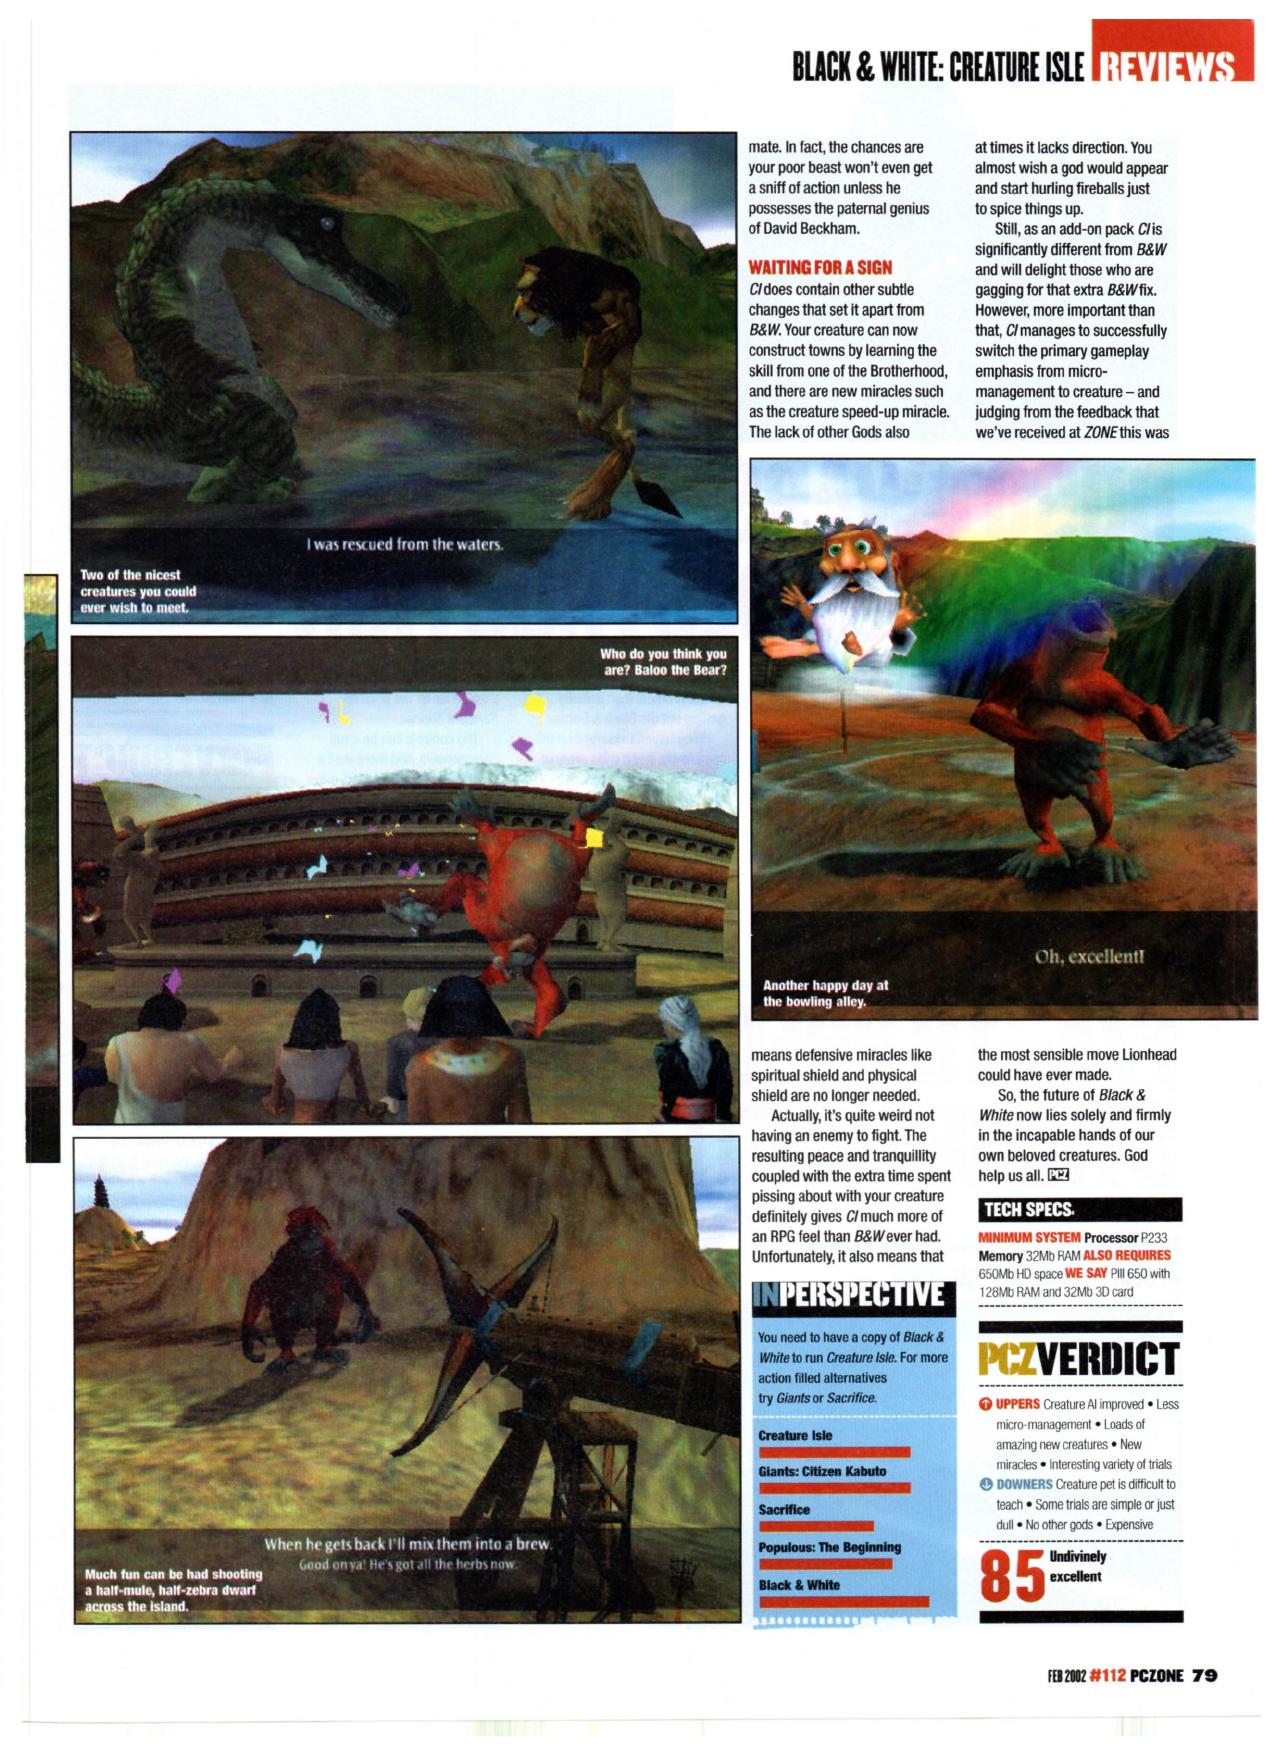 BLACK & WHITE: CREATURE ISLE REVIEWS
I was rescued from the waters.
Two of the nicest
creatures you could
ever wish to meet.
Who do you think you
are? Baloo the Bear?
When he gets back I'll mix them into a brew.
Good on ya! He's got all the herbs now.
Much fun can be had shooting
a half-mule, half-zebra dwarf
across the island.
mate. In fact, the chances are
your poor beast won't even get
a sniff of action unless he
possesses the paternal genius
of David Beckham.
WAITING FOR A SIGN
CI does contain other subtle
changes that set it apart from
B&W. Your creature can now
construct towns by learning the
skill from one of the Brotherhood,
and there are new miracles such
as the creature speed-up miracle.
The lack of other Gods also
means defensive miracles like
spiritual shield and physical
shield are no longer needed.
Actually, it's quite weird not
having an enemy to fight. The
resulting peace and tranquillity
coupled with the extra time spent
pissing about with your creature
definitely gives CI much more of
an RPG feel than B&W ever had.
Unfortunately, it also means that
at times it lacks direction. You
almost wish a god would appear
and start hurling fireballs just
to spice things up.
Still, as an add-on pack CI is
significantly different from B&W
and will delight those who are
gagging for that extra B&W fix.
However, more important than
that, CI manages to successfully
switch the primary gameplay
emphasis from micro-
management to creature – and
judging from the feedback that
we've received at ZONE this was
the most sensible move Lionhead
could have ever made.
So, the future of Black &
White now lies solely and firmly
in the incapable hands of our
own beloved creatures. God
help us all. PCZ
Oh, excellent!
Another happy day at
the bowling alley.
INPERSPECTIVE
You need to have a copy of Black &
White to run Creature Isle. For more
action filled alternatives
try Giants or Sacrifice.
Creature Isle
Giants: Citizen Kabuto
Sacrifice
Populous: The Beginning
Black & White
TECH SPECS.
MINIMUM SYSTEM Processor P233
Memory 32Mb RAM ALSO REQUIRES
650Mb HD space WE SAY PIII 650 with
128Mb RAM and 32Mb 3D card
PCZVERDICT
UPPERS Creature AI improved • Less
micro-management • Loads of
amazing new creatures • New
miracles • Interesting variety of trials
DOWNERS Creature pet is difficult to
teach • Some trials are simple or just
dull • No other gods • Expensive
85 Undivinely
excellent
FEB 2002 #112 PCZONE 79